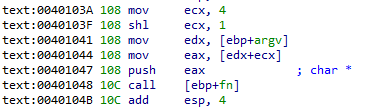 text:0040103A 108 mov     ecx, 4
text:0040103F 108 shl     ecx, 1
text:00401041 108 mov     edx, [ebp+argv]
text:00401044 108 mov     eax, [edx+ecx]
text:00401047 108 push    eax             ; char *
text:00401048 10C call    [ebp+fn]
text:0040104B 10C add     esp, 4